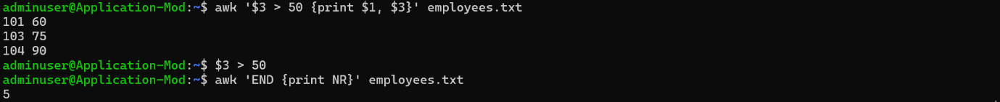 adminuser@Application-Mod:~$ awk '$3 > 50 {print $1, $3}' employees.txt
101 60
103 75
104 90
adminuser@Application-Mod:~$ $3 > 50
adminuser@Application-Mod:~$ awk 'END {print NR}' employees.txt
5